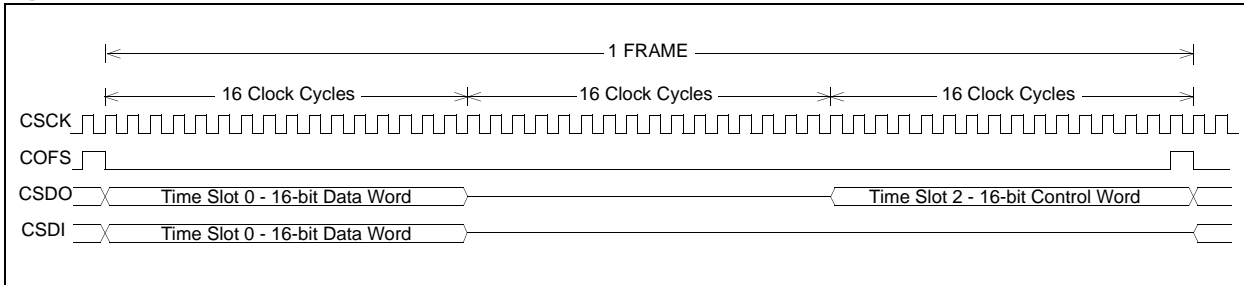 1 FRAME
16 Clock Cycles 16 Clock Cycles 16 Clock Cycles
CSCK
COFS
CSDO Time Slot 0 - 16-bit Data Word Time Slot 2 - 16-bit Control Word
CSDI Time Slot 0 - 16-bit Data Word